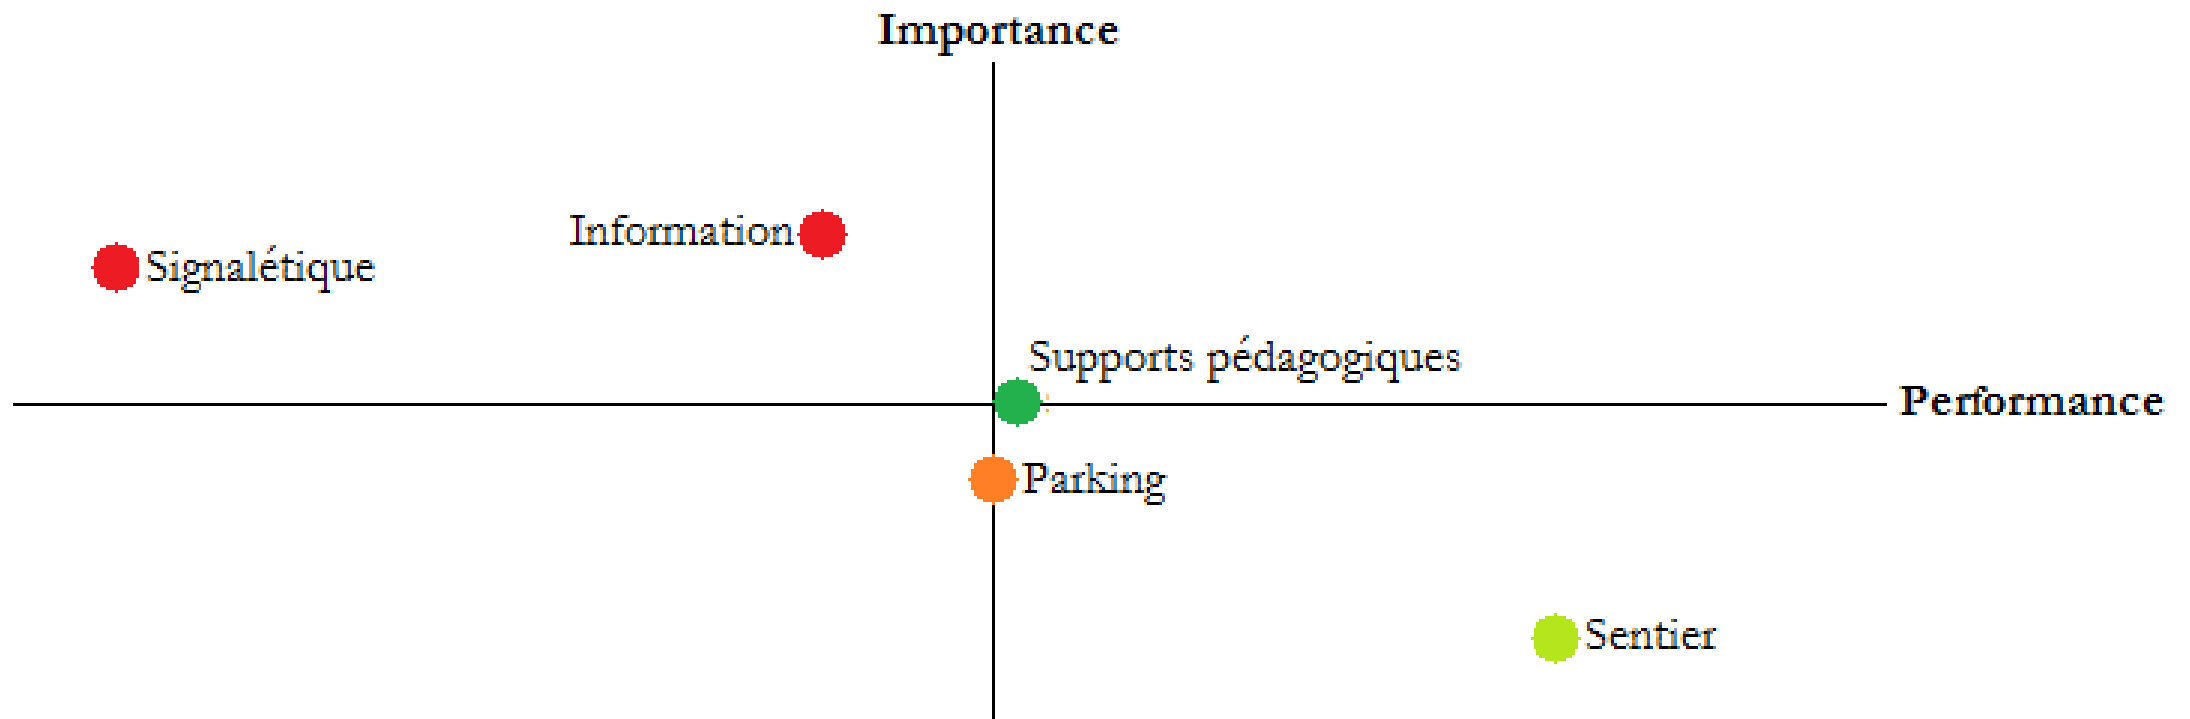 Importance
Information
Signalétique
Supports pédagogiques
Performance
Parking
Sentier